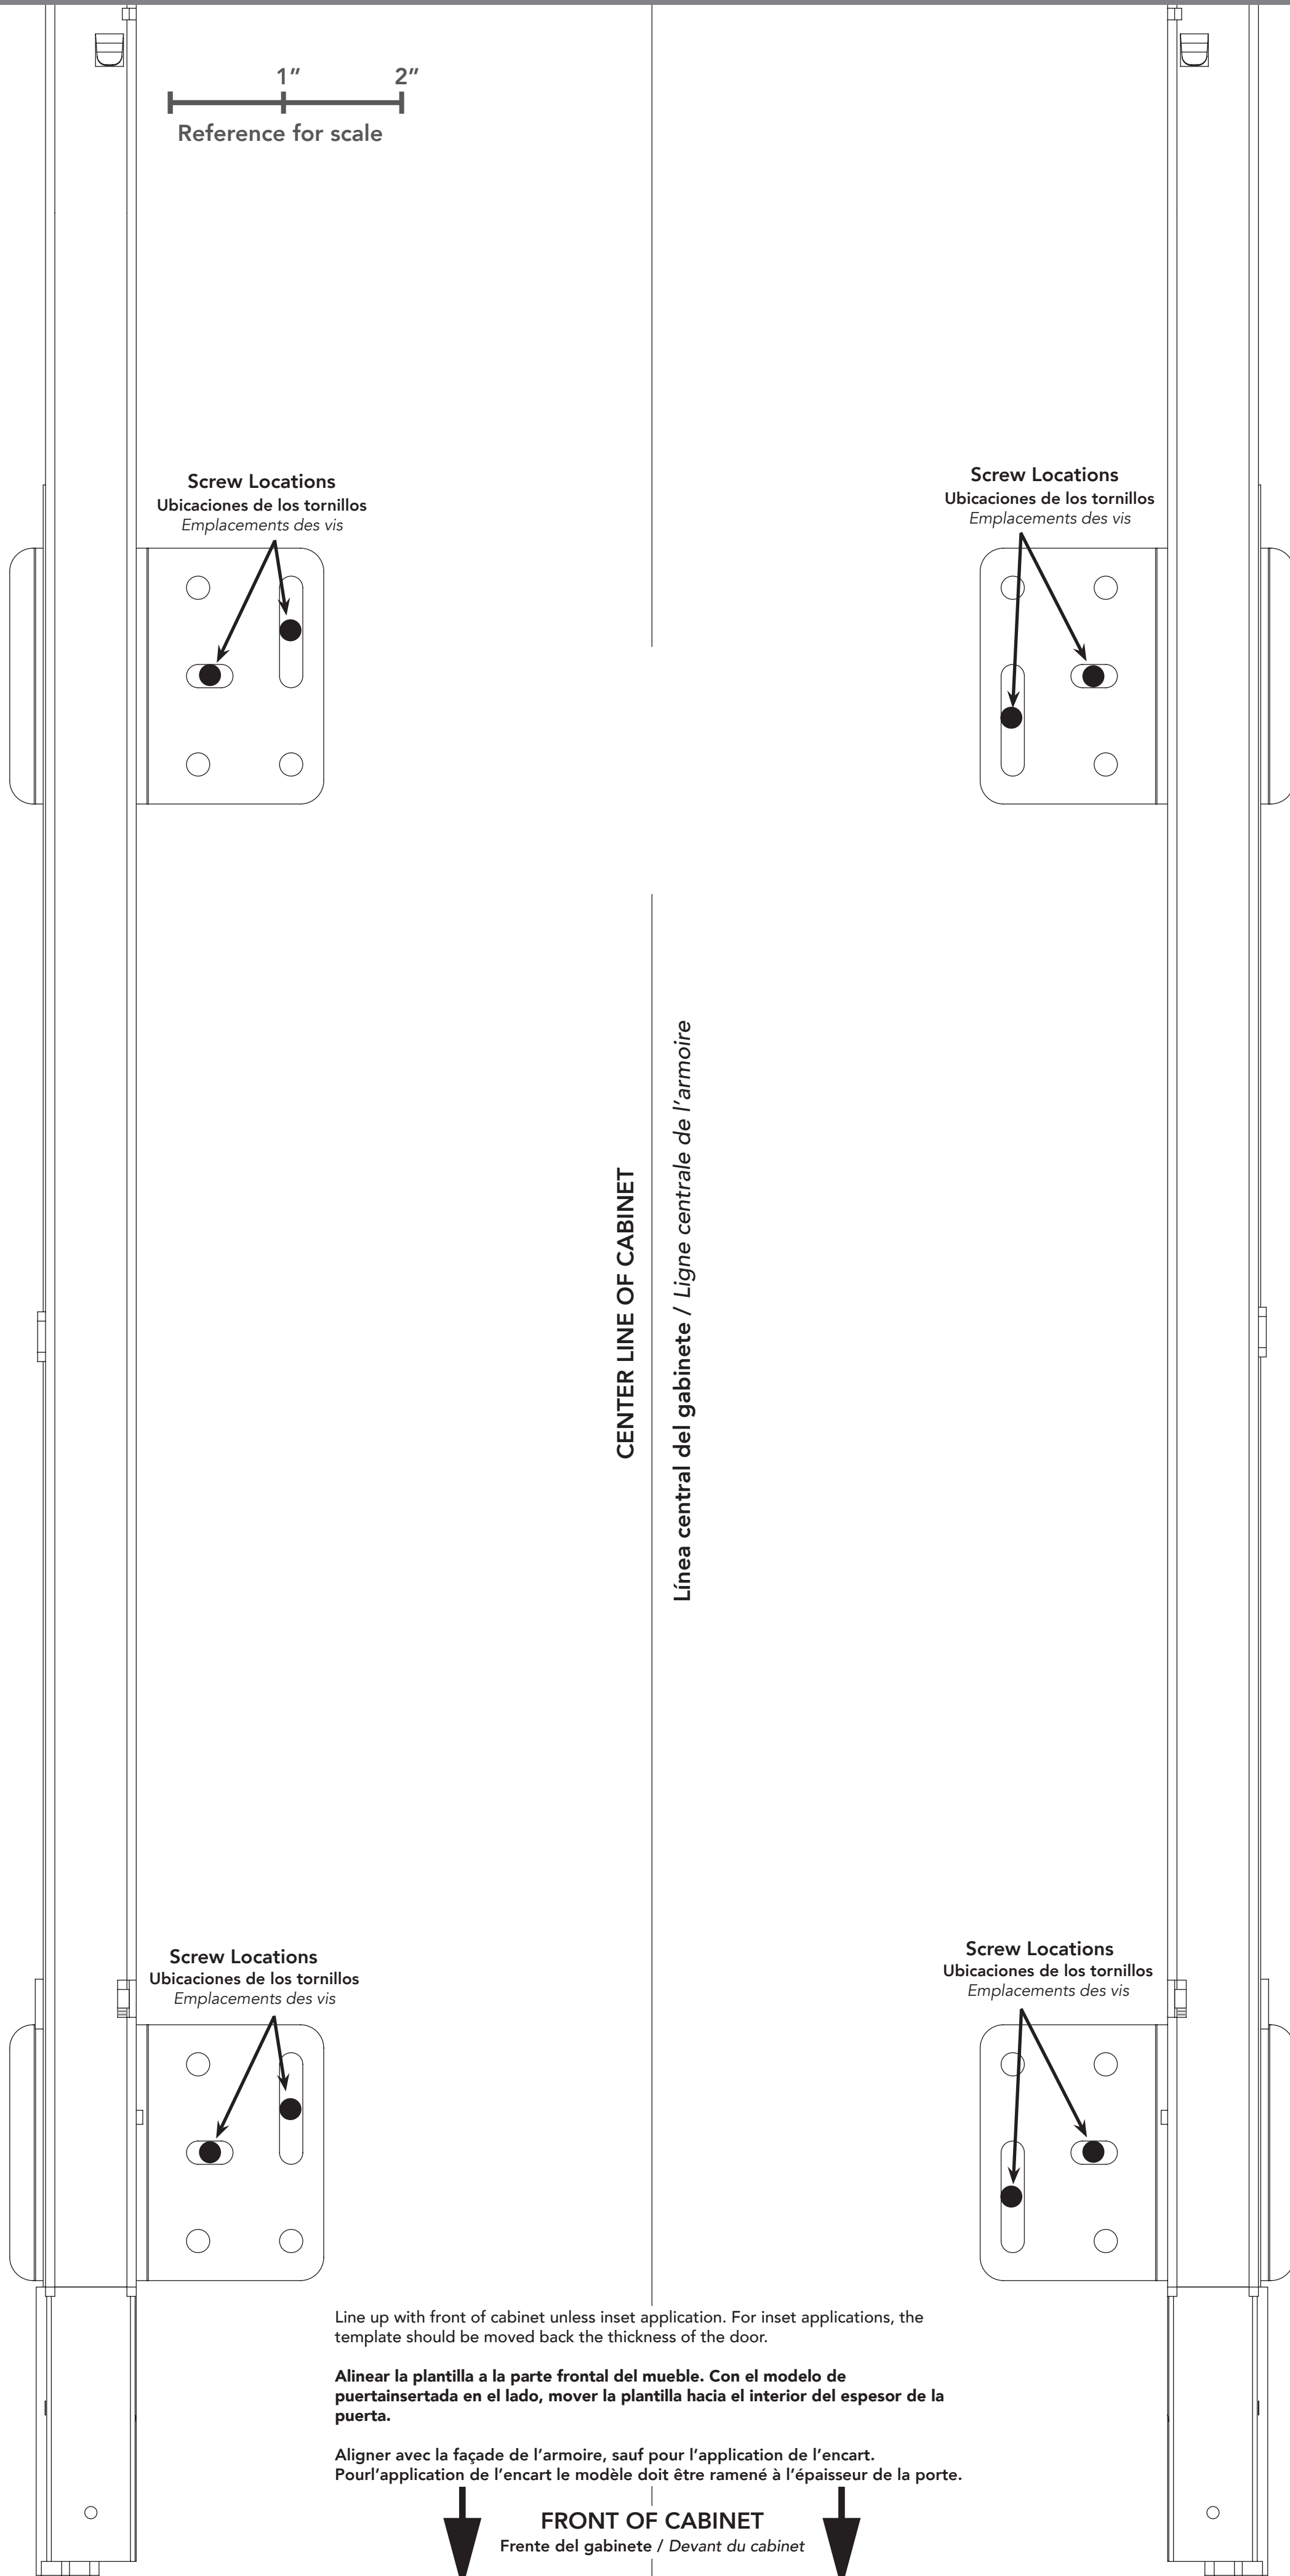 1” 2”
Reference for scale
Screw Locations
Ubicaciones de los tornillos
Emplacements des vis
Screw Locations
Ubicaciones de los tornillos
Emplacements des vis
CENTER LINE OF CABINET
Línea central del gabinete / Ligne centrale de l’armoire
Screw Locations
Ubicaciones de los tornillos
Emplacements des vis
Screw Locations
Ubicaciones de los tornillos
Emplacements des vis
Line up with front of cabinet unless inset application. For inset applications, the
template should be moved back the thickness of the door.
Alinear la plantilla a la parte frontal del mueble. Con el modelo de
puertainsertada en el lado, mover la plantilla hacia el interior del espesor de la
puerta.
Aligner avec la façade de l’armoire, sauf pour l’application de l’encart.
Pourl’application de l’encart le modèle doit être ramené à l’épaisseur de la porte.
FRONT OF CABINET
Frente del gabinete / Devant du cabinet